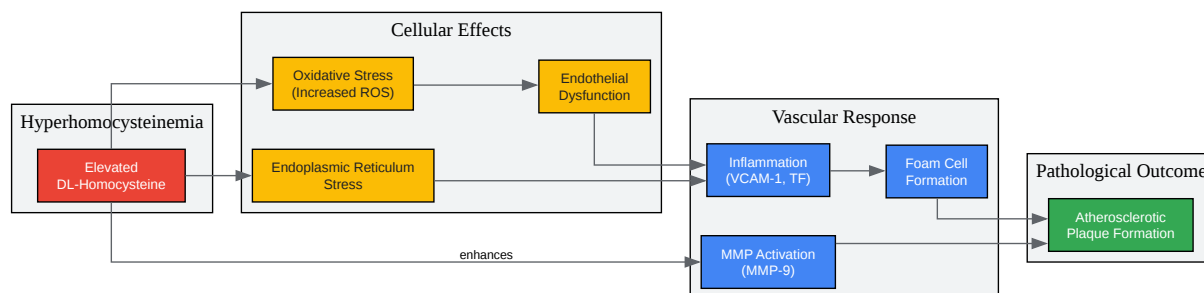 Cellular Effects
Oxidative Stress
(Increased ROS)
Endothelial
Dysfunction
Hyperhomocysteinemia
Elevated
DL-Homocysteine
Endoplasmic Reticulum
Stress
Vascular Response
Inflammation
(VCAM-1, TF)
Foam Cell
Formation
Pathological Outcome
Atherosclerotic
Plaque Formation
enhances
MMP Activation
(MMP-9)